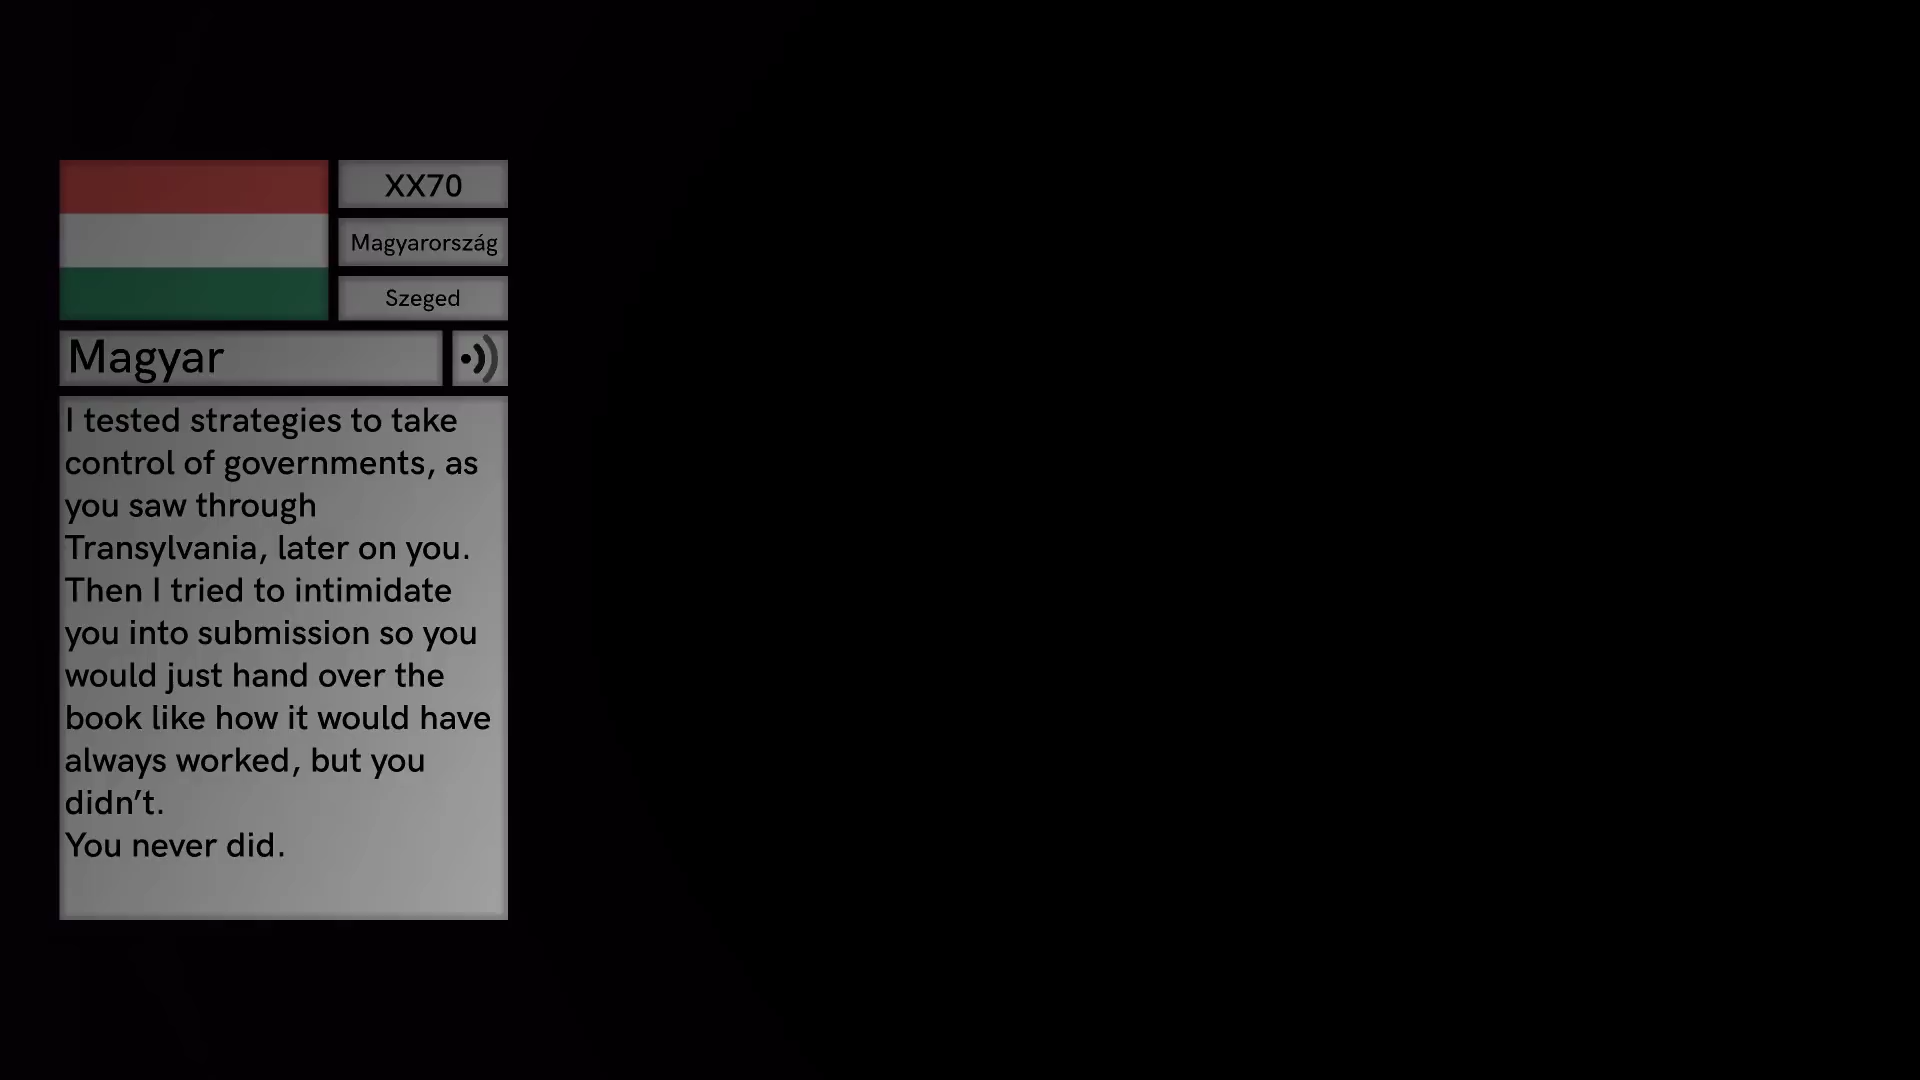 XX70
Magyarország
Szeged
Magyar
I tested strategies to take
control of governments, as
you saw through
Transylvania, later on you.
Then I tried to intimidate
you into submission so you
would just hand over the
book like how it would have
always worked, but you
didn’t.
You never did.